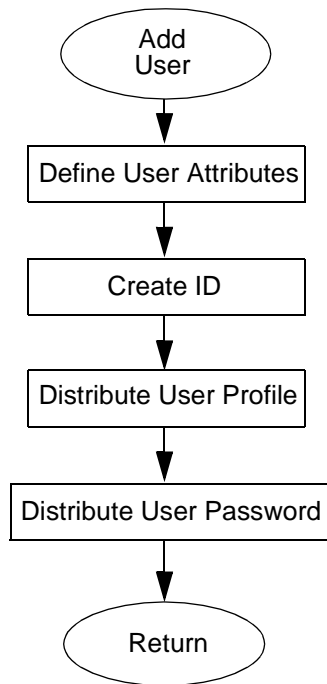 Add
User
Define User Attributes
Create ID
Distribute User Profile
Distribute User Password
Return